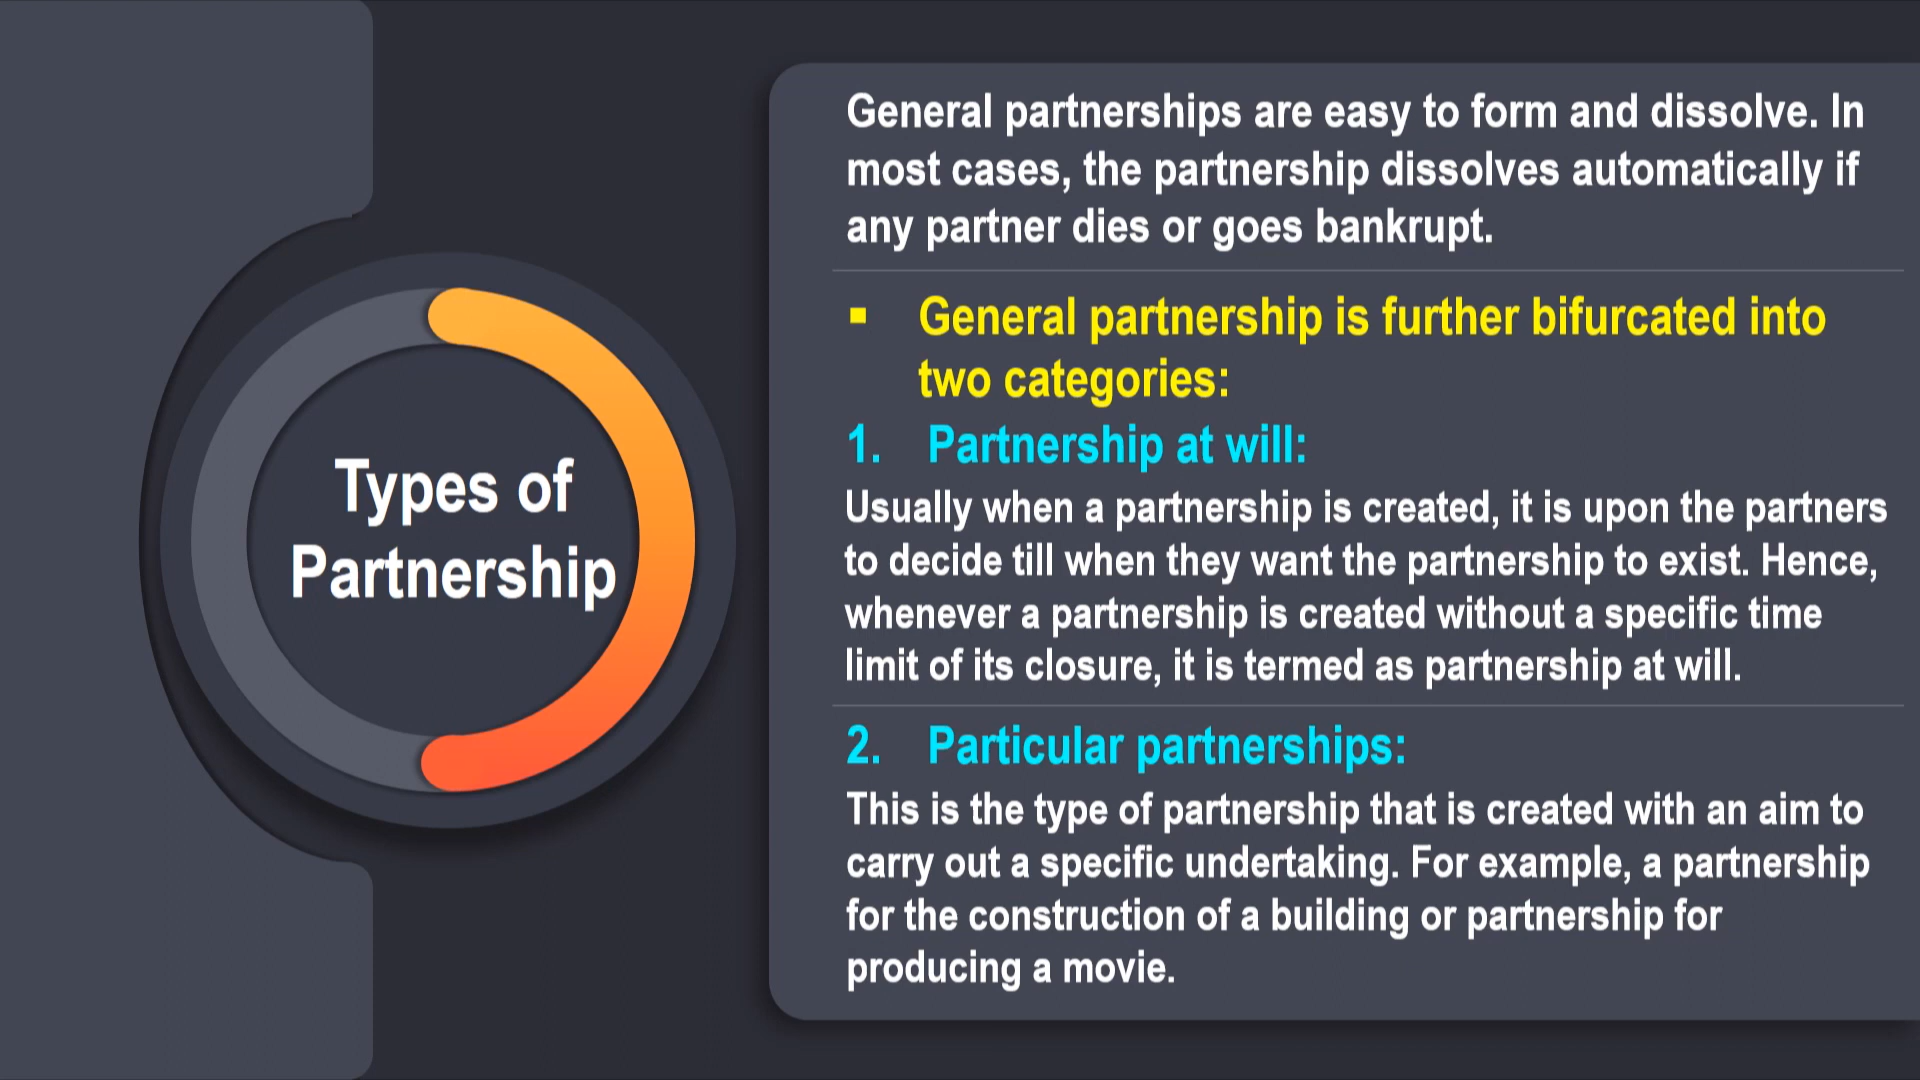 Types of
Partnership
General partnerships are easy to form and dissolve. In
most cases, the partnership dissolves automatically if
any partner dies or goes bankrupt.
▪ General partnership is further bifurcated into
two categories:
1. Partnership at will:
Usually when a partnership is created, it is upon the partners
to decide till when they want the partnership to exist. Hence,
whenever a partnership is created without a specific time
limit of its closure, it is termed as partnership at will.
2. Particular partnerships:
This is the type of partnership that is created with an aim to
carry out a specific undertaking. For example, a partnership
for the construction of a building or partnership for
producing a movie.